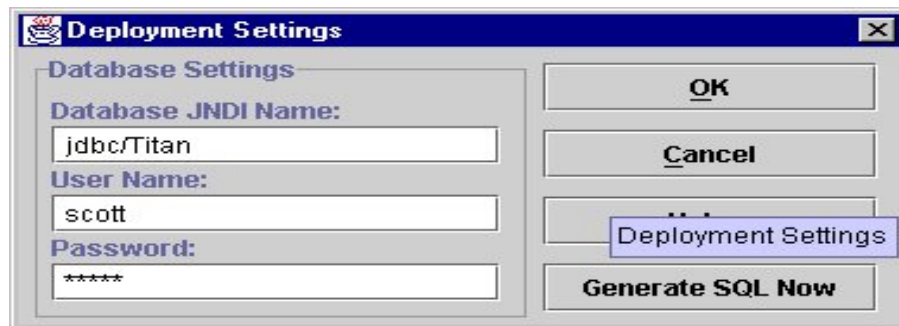 Deployment Settings
Database Settings
Database JNDI Name:
jdbc/Titan
User Name:
scott
Password:
*****
OK
Cancel
Deployment Settings
Generate SQL Now